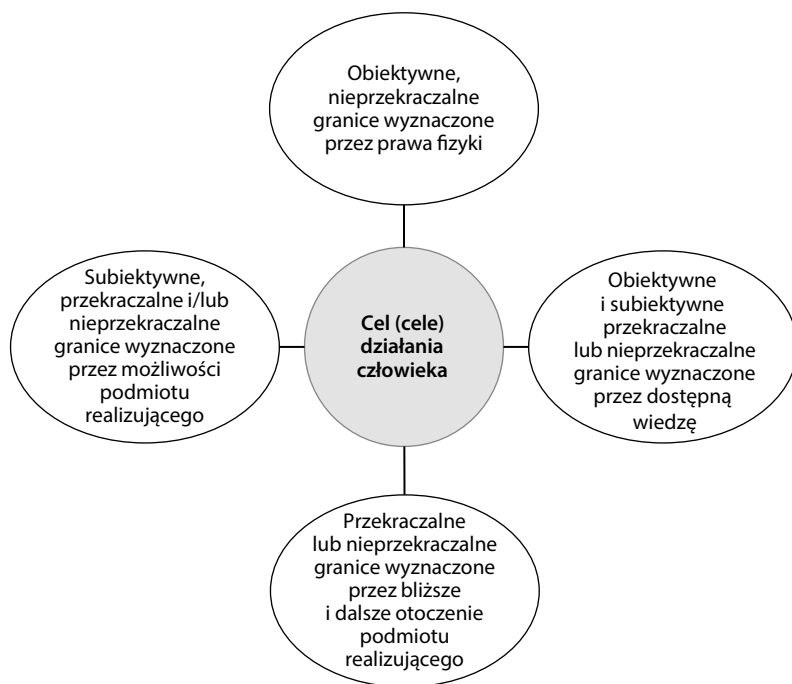 Obiektywne,
nieprzekraczalne
granice wyznaczone
przez prawa fizyki
Subiektywne,
przekraczalne i/lub
nieprzekraczalne
granice wyznaczone
przez możliwości
podmiotu
realizującego
Cel (cele)
działania
człowieka
Obiektywne
i subiektywne
przekraczalne
lub nieprzekraczalne
granice wyznaczone
przez dostępną
wiedzę
Przekraczalne
lub nieprzekraczalne
granice wyznaczone
przez bliższe
i dalsze otoczenie
podmiotu
realizującego